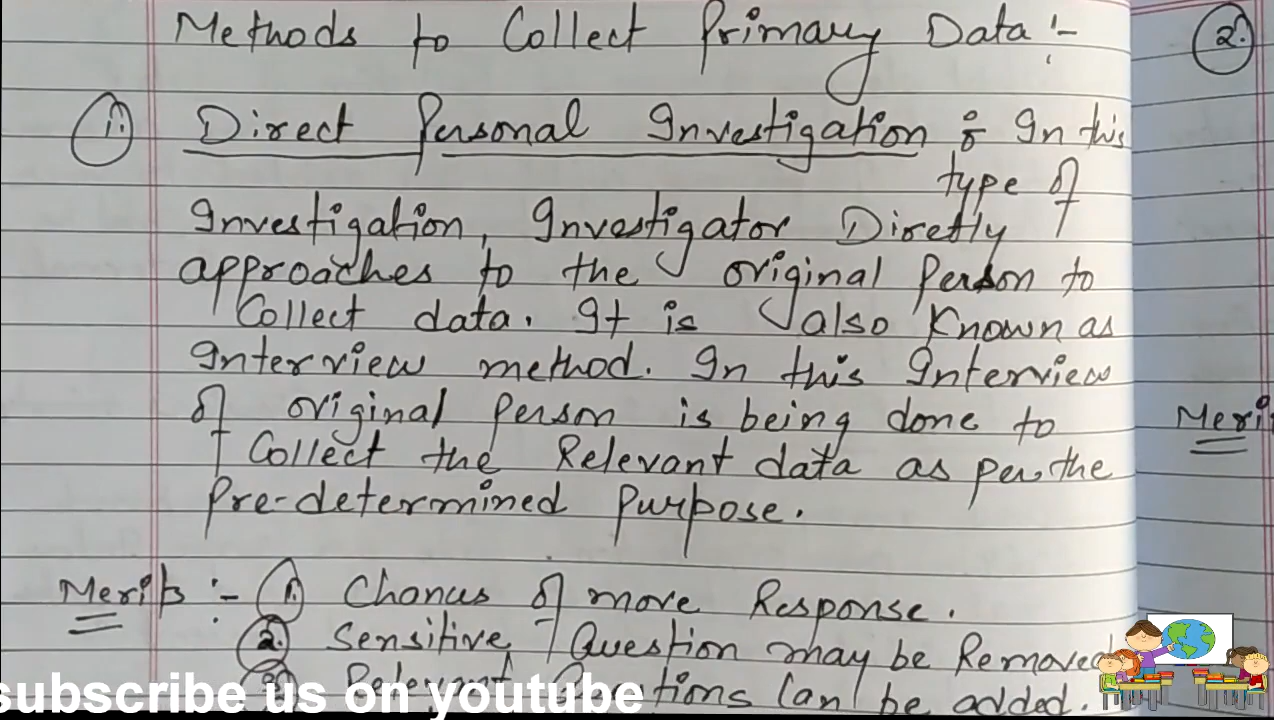 Methods to Collect Primary Data :-
2.
1. Direct Personal Investigation : In this
type of
Investigation, Investigator Diretly
approaches to the original Person to
Collect data. It is also Known as
Interview method. In this Interview
of original Person is being done to
Collect the Relevant data as per the
Pre-determined Purpose.
Meri
Merits :- 1. Chances of more Response.
2. Sensitive Question may be Removed
3. Relevant Questions Can be added.
subscribe us on youtube